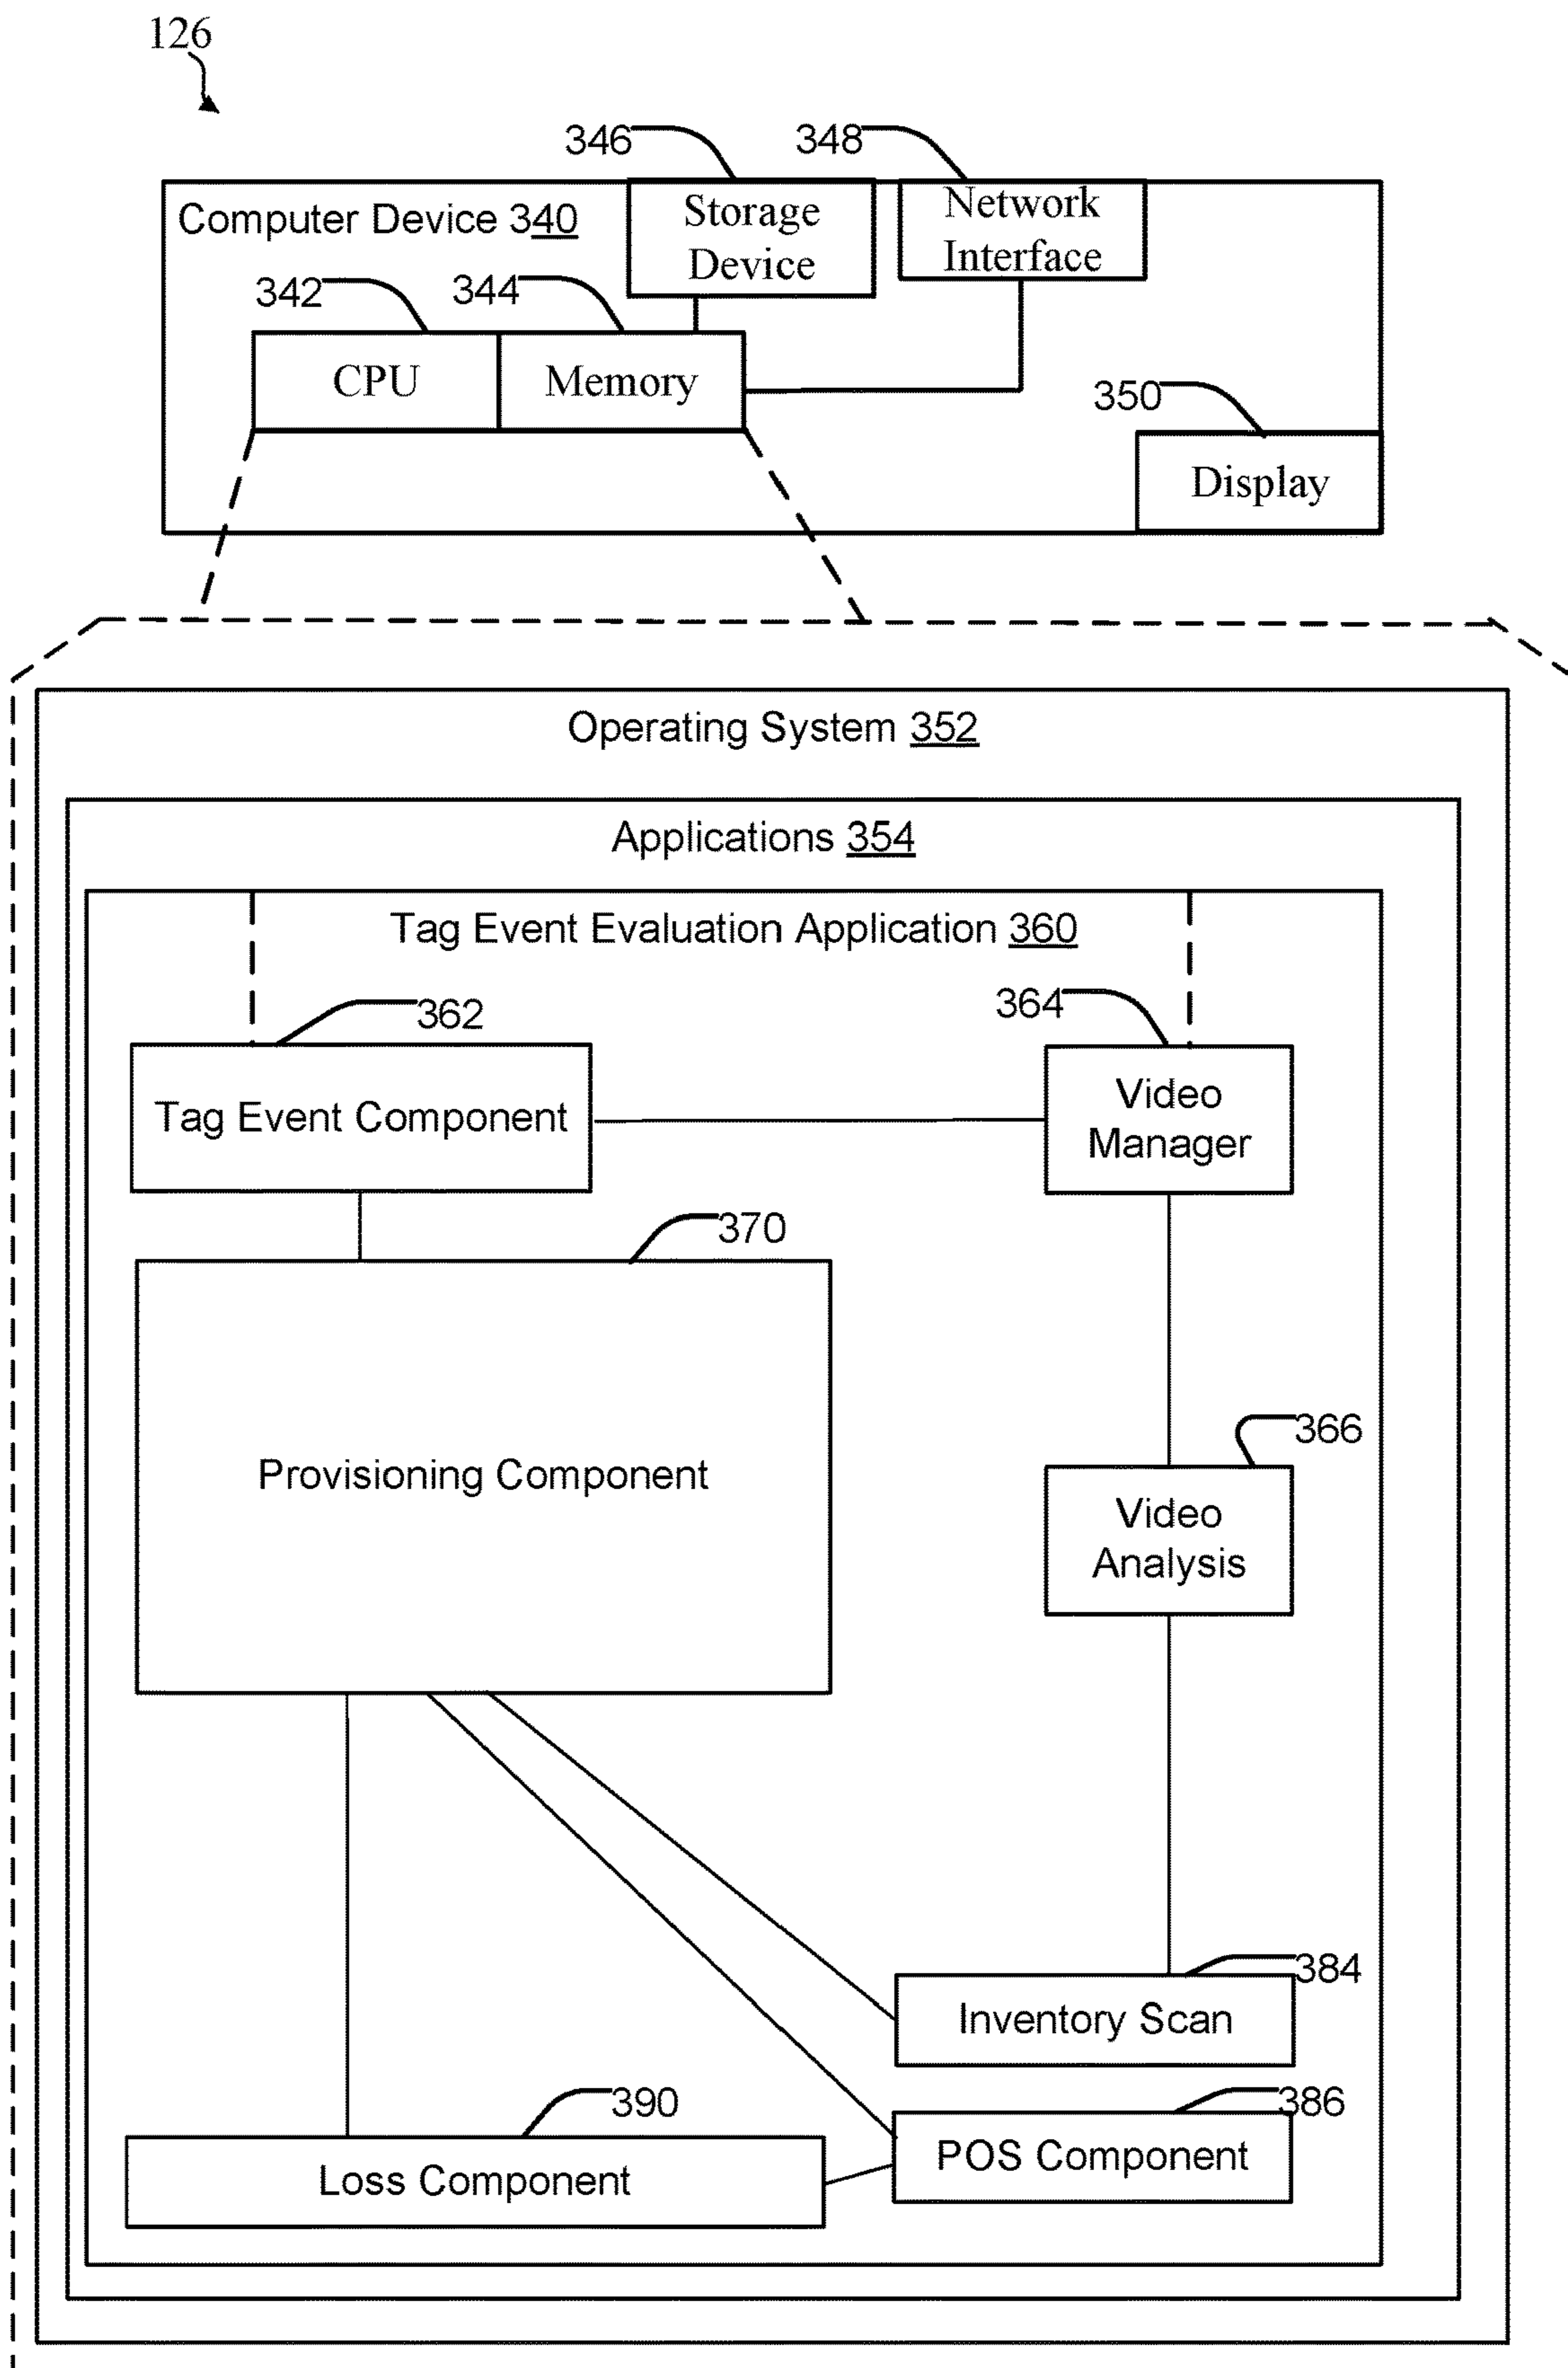 126
346
348
Computer Device 340
Storage
Device
Network
Interface
342
344
CPU
Memory
350
Display
Operating System 352
Applications 354
Tag Event Evaluation Application 360
362
364
Tag Event Component
Video
Manager
370
Provisioning Component
366
Video
Analysis
384
Inventory Scan
390
386
Loss Component
POS Component